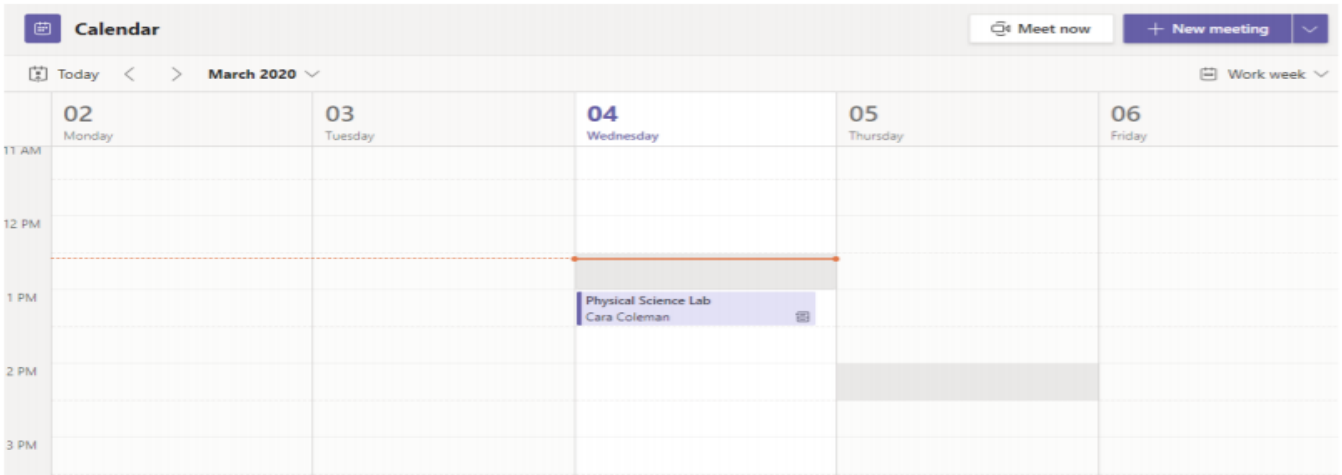 Calendar
Meet now
New meeting
Today
March 2020
Work week
02
03
04
05
06
Monday
Tuesday
Wednesday
Thursday
Friday
11 AM
12 PM
1 PM
Physical Science Lab
Cara Coleman
2 PM
3 PM